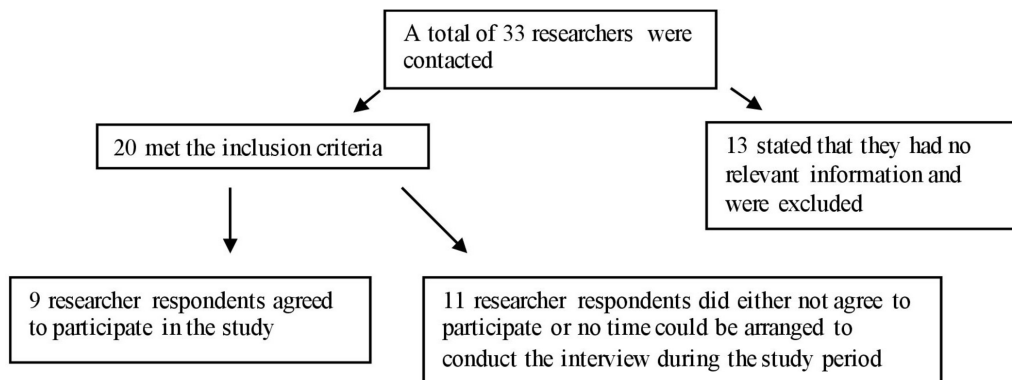 A total of 33 researchers were
contacted
20 met the inclusion criteria
13 stated that they had no
relevant information and
were excluded
9 researcher respondents agreed
to participate in the study
11 researcher respondents did either not agree to
participate or no time could be arranged to
conduct the interview during the study period